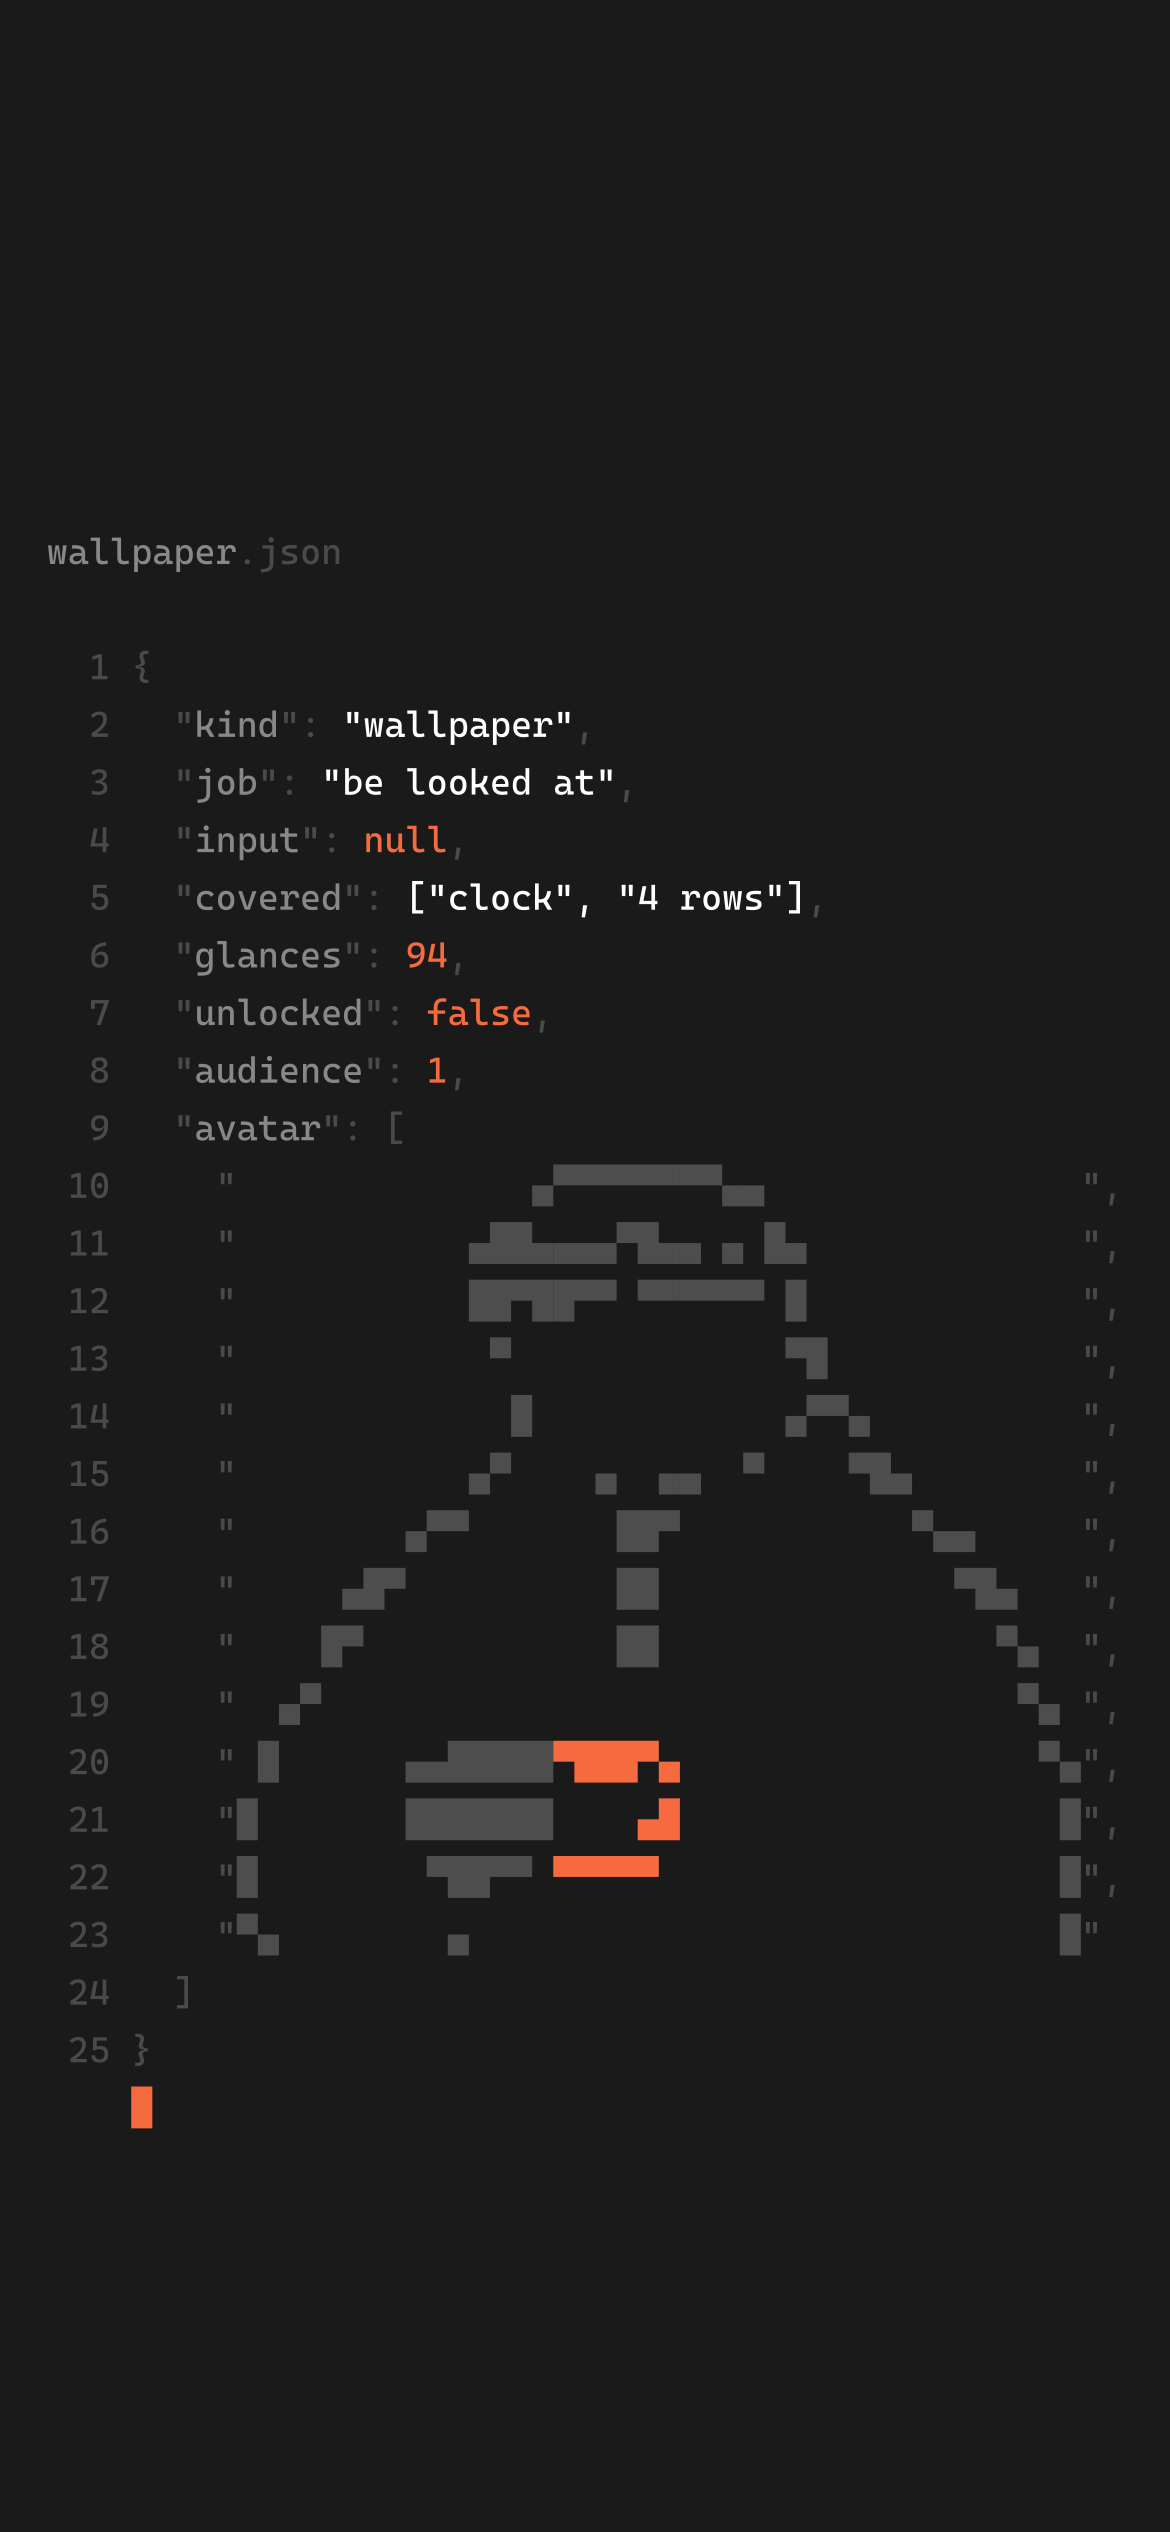 wallpaper.json
1 {
2   "kind": "wallpaper",
3   "job": "be looked at",
4   "input": null,
5   "covered": ["clock", "4 rows"],
6   "glances": 94,
7   "unlocked": false,
8   "audience": 1,
9   "avatar": [
10     "                                        ",
11     "                                        ",
12     "                                        ",
13     "                                        ",
14     "                                        ",
15     "                                        ",
16     "                                        ",
17     "                                        ",
18     "                                        ",
19     "                                        ",
20     "                                        ",
21     "                                        ",
22     "                                        ",
23     "                                        "
24   ]
25 }